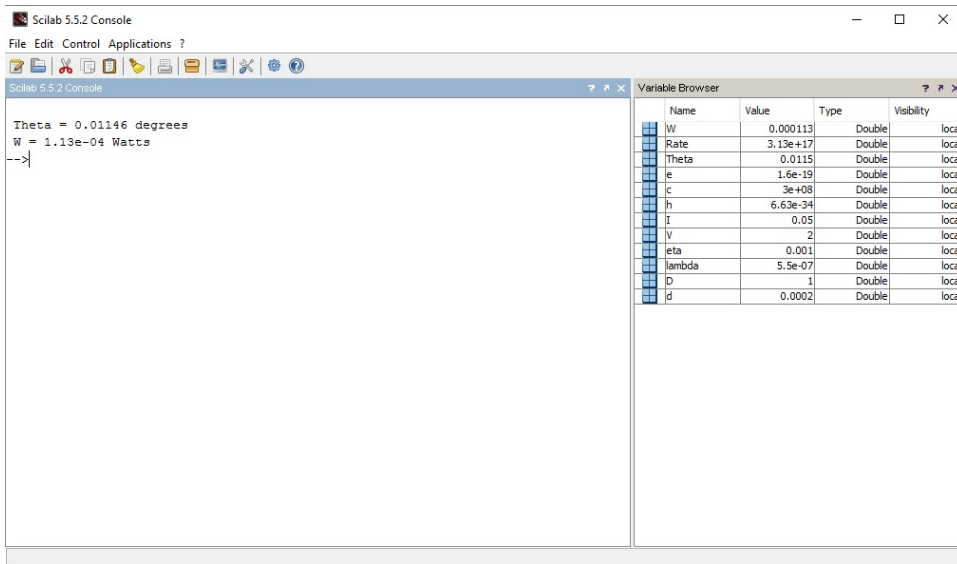 Scilab 5.5.2 Console
File Edit Control Applications ?
Scilab 5.5.2 Console ? ↗ X
Variable Browser ? ↗ X
Theta = 0.01146 degrees
W = 1.13e-04 Watts
-->
Name Value Type Visibility
W 0.000113 Double loca
Rate 3.13e+17 Double loca
Theta 0.0115 Double loca
e 1.6e-19 Double loca
c 3e+08 Double loca
h 6.63e-34 Double loca
I 0.05 Double loca
V 2 Double loca
eta 0.001 Double loca
lambda 5.5e-07 Double loca
D 1 Double loca
d 0.0002 Double loca